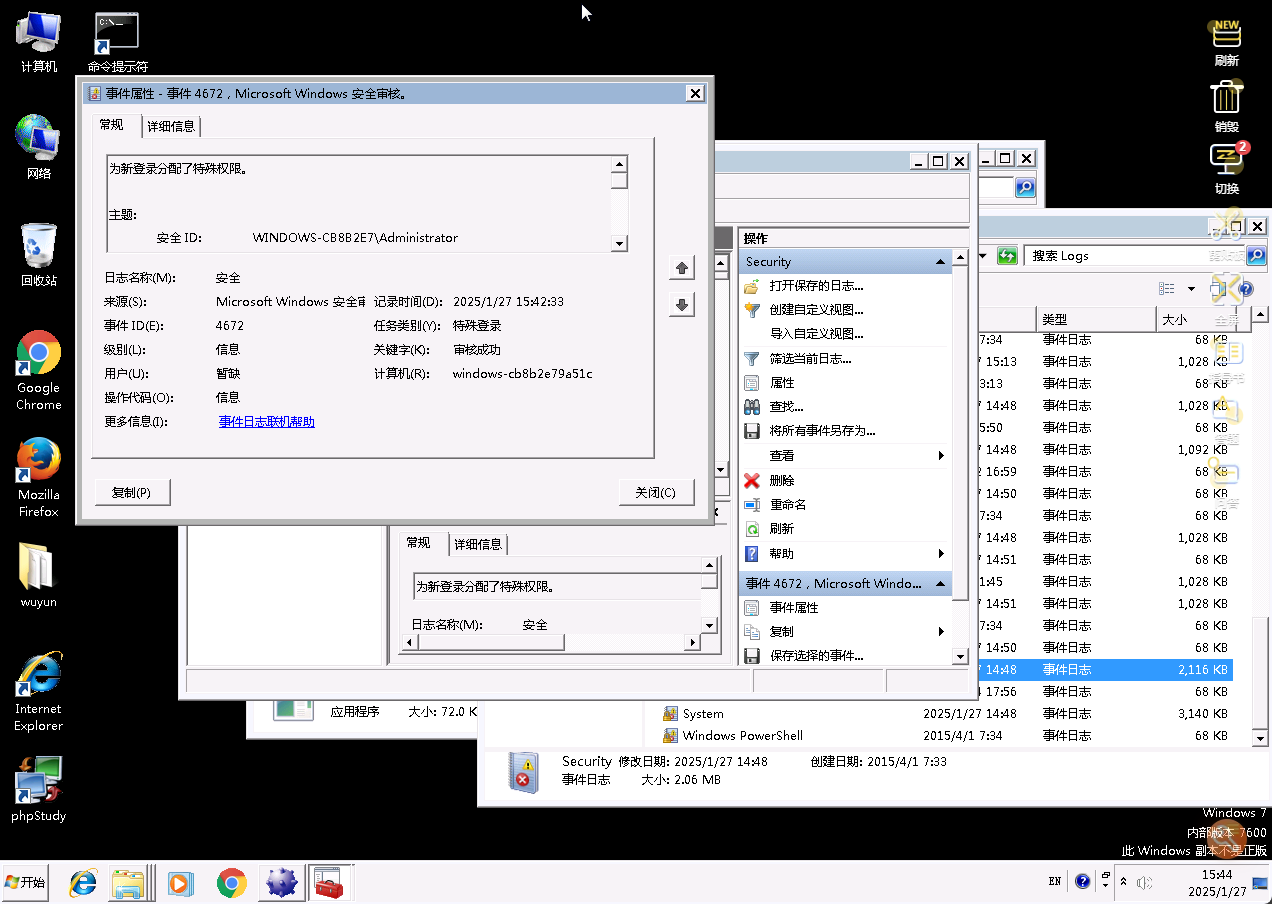 计算机
命令提示符
网络
回收站
Google
Chrome
Mozilla
Firefox
wuyun
Internet
Explorer
phpStudy
事件属性 - 事件 4672，Microsoft Windows 安全审核。
常规
详细信息
为新登录分配了特殊权限。
主题:
安全 ID: WINDOWS-CB8B2E7\Administrator
日志名称(M): 安全
来源(S): Microsoft Windows 安全审 记录时间(D): 2025/1/27 15:42:33
事件 ID(E): 4672 任务类别(Y): 特殊登录
级别(L): 信息 关键字(K): 审核成功
用户(U): 暂缺 计算机(R): windows-cb8b2e79a51c
操作代码(O): 信息
更多信息(I): 事件日志联机帮助
复制(P)
关闭(C)
常规
详细信息
为新登录分配了特殊权限。
日志名称(M): 安全
操作
Security
打开保存的日志...
创建自定义视图...
导入自定义视图...
筛选当前日志...
属性
查找...
将所有事件另存为...
查看
删除
重命名
刷新
帮助
事件 4672，Microsoft Windo...
事件属性
复制
保存选择的事件...
应用程序 大小: 72.0 K
搜索 Logs
类型 大小
7:34 事件日志 68 KB
7 15:13 事件日志 1,028 KB
3:13 事件日志 68 KB
7 14:48 事件日志 1,028 KB
5:50 事件日志 68 KB
7 14:48 事件日志 1,092 KB
2 16:59 事件日志 68 KB
7 14:50 事件日志 68 KB
7:34 事件日志 68 KB
7 14:48 事件日志 1,028 KB
7 14:51 事件日志 68 KB
1:45 事件日志 1,028 KB
7 14:51 事件日志 1,028 KB
7:34 事件日志 68 KB
7 14:50 事件日志 68 KB
7 14:48 事件日志 2,116 KB
4 17:56 事件日志 68 KB
System 2025/1/27 14:48 事件日志 3,140 KB
Windows PowerShell 2015/4/1 7:34 事件日志 68 KB
Security 修改日期: 2025/1/27 14:48 创建日期: 2015/4/1 7:33
事件日志 大小: 2.06 MB
NEW
刷新
销毁
2
切换
Windows 7
内部版本 7600
此 Windows 副本不是正版
开始
EN
15:44
2025/1/27